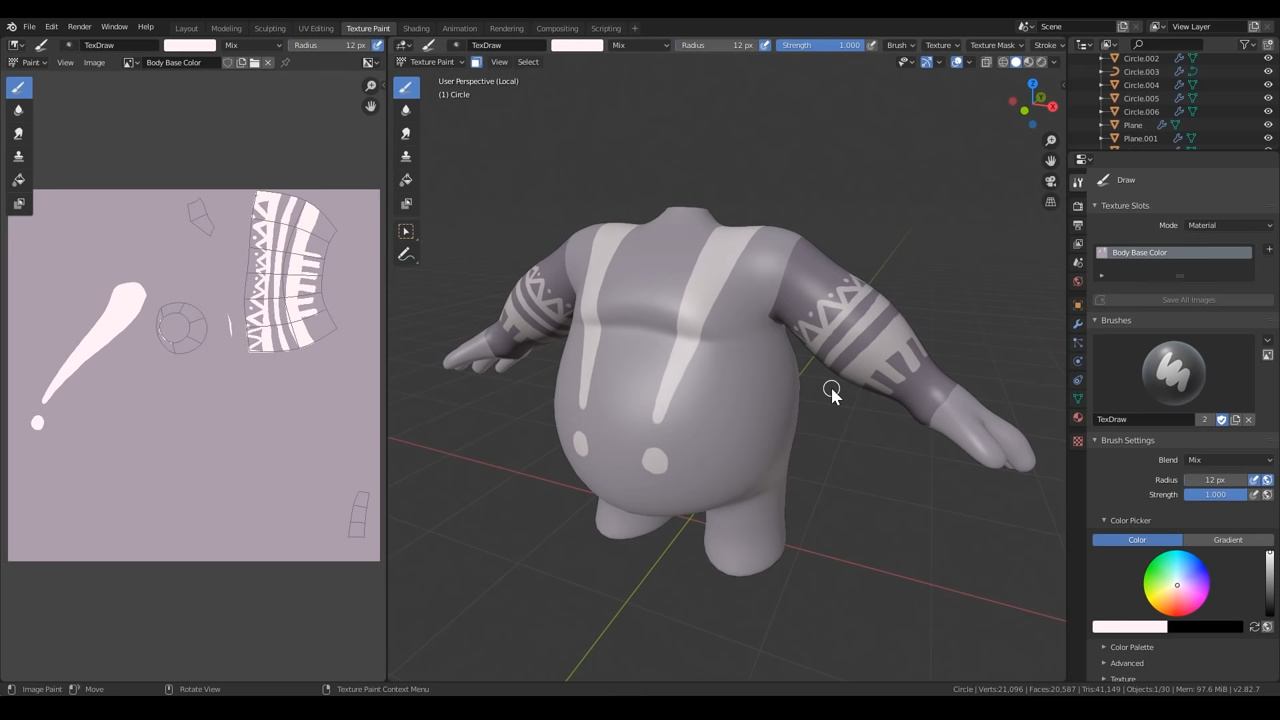 File Edit Render Window Help Layout Modeling Sculpting UV Editing Texture Paint Shading Animation Rendering Compositing Scripting + Scene View Layer
TexDraw Mix Radius 12 px TexDraw Mix Radius 12 px Strength 1.000 Brush Texture Texture Mask Stroke
Paint View Image Body Base Color Texture Paint View Select
User Perspective (Local)
(1) Circle
Z
Y
X
Circle.002
Circle.003
Circle.004
Circle.005
Circle.006
Plane
Plane.001
Draw
Texture Slots
Mode Material
Body Base Color
Save All Images
Brushes
TexDraw 2
Brush Settings
Blend Mix
Radius 12 px
Strength 1.000
Color Picker
Color Gradient
Color Palette
Advanced
Texture
Image Paint Move Rotate View Texture Paint Context Menu Circle | Verts:21,096 | Faces:20,587 | Tris:41,149 | Objects:1/30 | Mem: 97.6 MiB | v2.82.7